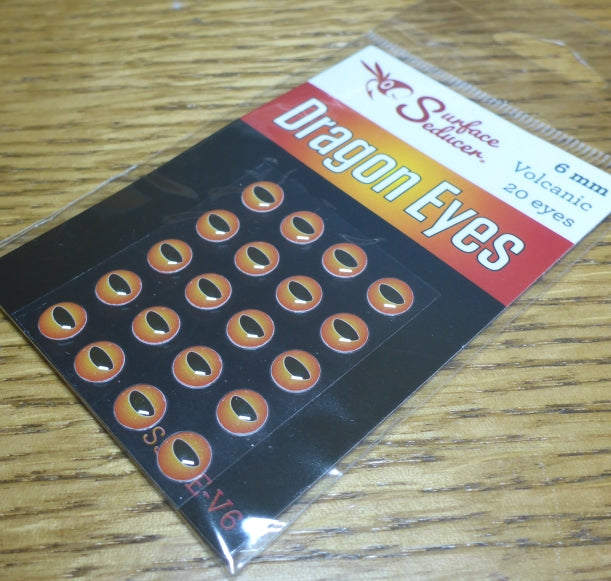 Surface
Seducer
6 mm
Volcanic
20 eyes
Dragon Eyes